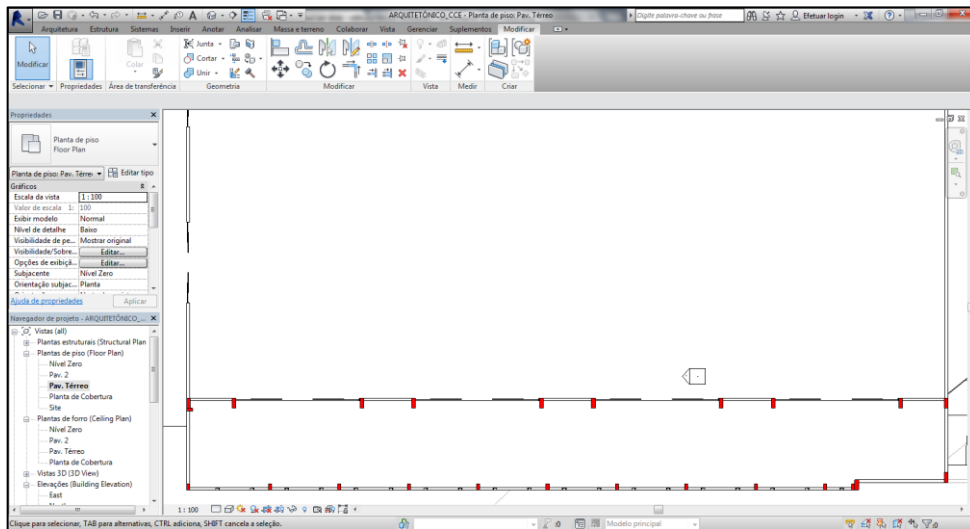 ARQUITETÔNICO_CCE - Planta de piso: Pav. Térreo
Digite palavra-chave ou frase
Efetuar login
Arquitetura Estrutura Sistemas Inserir Anotar Analisar Massa e terreno Colaborar Vista Gerenciar Suplementos Modificar
Modificar
Colar
Junta
Cortar
Unir
Selecionar Propriedades Área de transferência Geometria Modificar Vista Medir Criar
Propriedades
Planta de piso
Floor Plan
Planta de piso: Pav. Térreo Editar tipo
Gráficos
Escala da vista 1 : 100
Valor de escala 1: 100
Exibir modelo Normal
Nível de detalhe Baixo
Visibilidade de pe... Mostrar original
Visibilidade/Sobre... Editar...
Opções de exibiçã... Editar...
Subjacente Nível Zero
Orientação subjac... Planta
Ajuda de propriedades Aplicar
Navegador de projeto - ARQUITETÔNICO_...
Vistas (all)
Plantas estruturais (Structural Plan
Plantas de piso (Floor Plan)
Nível Zero
Pav. 2
Pav. Térreo
Planta de Cobertura
Site
Plantas de forro (Ceiling Plan)
Nível Zero
Pav. 2
Pav. Térreo
Planta de Cobertura
Vistas 3D (3D View)
Elevações (Building Elevation)
East
1 : 100
Clique para selecionar, TAB para alternativas, CTRL adiciona, SHIFT cancela a seleção.
:0
Modelo principal
:0